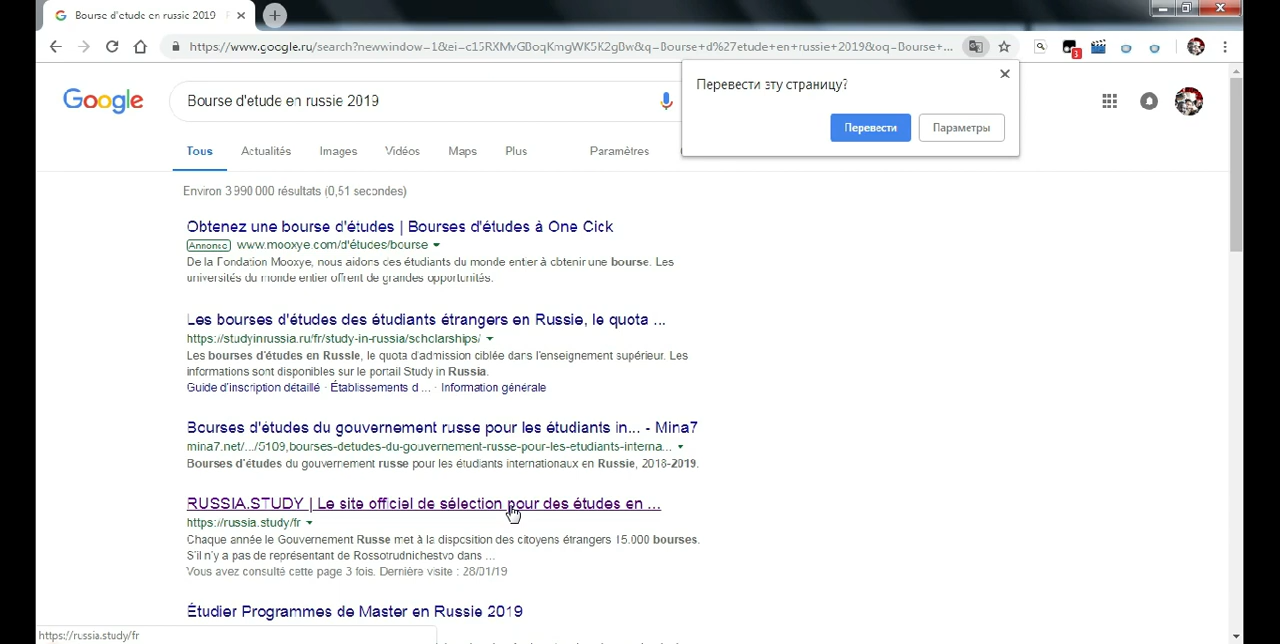 Bourse d'etude en russie 2019
https://www.google.ru/search?newwindow=1&ei=c15RXMvGBoqKmgWK5K2gBw&q=Bourse+d%27etude+en+russie+2019&oq=Bourse+...
3
Google
Bourse d'etude en russie 2019
Перевести эту страницу?
Перевести
Параметры
Tous
Actualités
Images
Vidéos
Maps
Plus
Paramètres
Environ 3 990 000 résultats (0,51 secondes)
Obtenez une bourse d'études | Bourses d'études à One Cick
Annonce www.mooxye.com/d'études/bourse
De la Fondation Mooxye, nous aidons des étudiants du monde entier à obtenir une bourse. Les
universités du monde entier offrent de grandes opportunités.
Les bourses d'études des étudiants étrangers en Russie, le quota ...
https://studyinrussia.ru/fr/study-in-russia/scholarships/
Les bourses d'études en Russie, le quota d'admission ciblée dans l'enseignement supérieur. Les
informations sont disponibles sur le portail Study in Russia.
Guide d'inscription détaillé · Établissements d ... · Information générale
Bourses d'études du gouvernement russe pour les étudiants in... - Mina7
mina7.net/.../5109,bourses-detudes-du-gouvernement-russe-pour-les-etudiants-interna...
Bourses d'études du gouvernement russe pour les étudiants internationaux en Russie, 2018-2019.
RUSSIA.STUDY | Le site officiel de sélection pour des études en ...
https://russia.study/fr
Chaque année le Gouvernement Russe met à la disposition des citoyens étrangers 15.000 bourses.
S'il n'y a pas de représentant de Rossotrudnichestvo dans ...
Vous avez consulté cette page 3 fois. Dernière visite : 28/01/19
Étudier Programmes de Master en Russie 2019
https://russia.study/fr